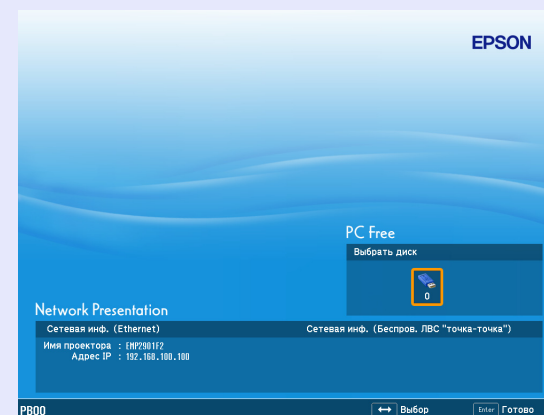 EPSON
PC Free
Выбрать диск
0
Network Presentation
Сетевая инф. (Ethernet) Сетевая инф. (Беспров. ЛВС "точка-точка")
Имя проектора : EMP2901F2
Адрес IP : 192.168.100.100
PB00 Выбор Enter Готово